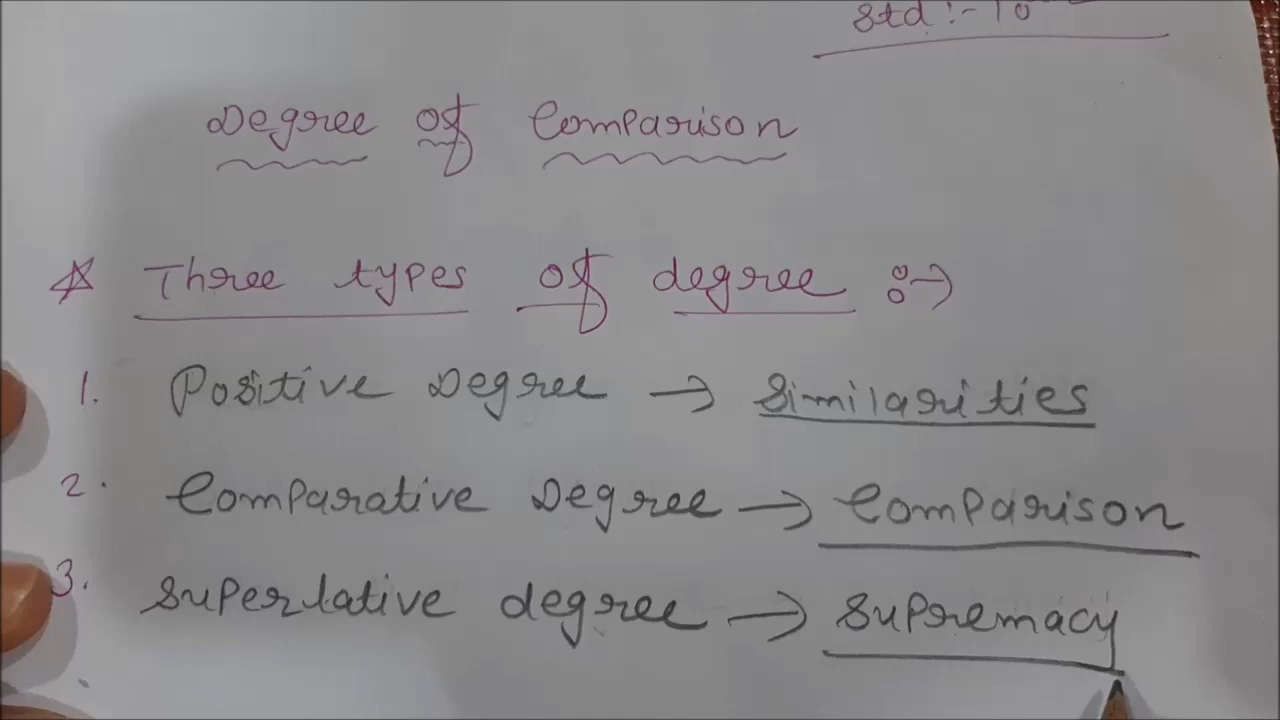 Std :- 10
Degree of Comparison
☆ Three types of degree :→
1. Positive Degree → Similarities
2. Comparative Degree → Comparison
3. Superlative degree → Supremacy